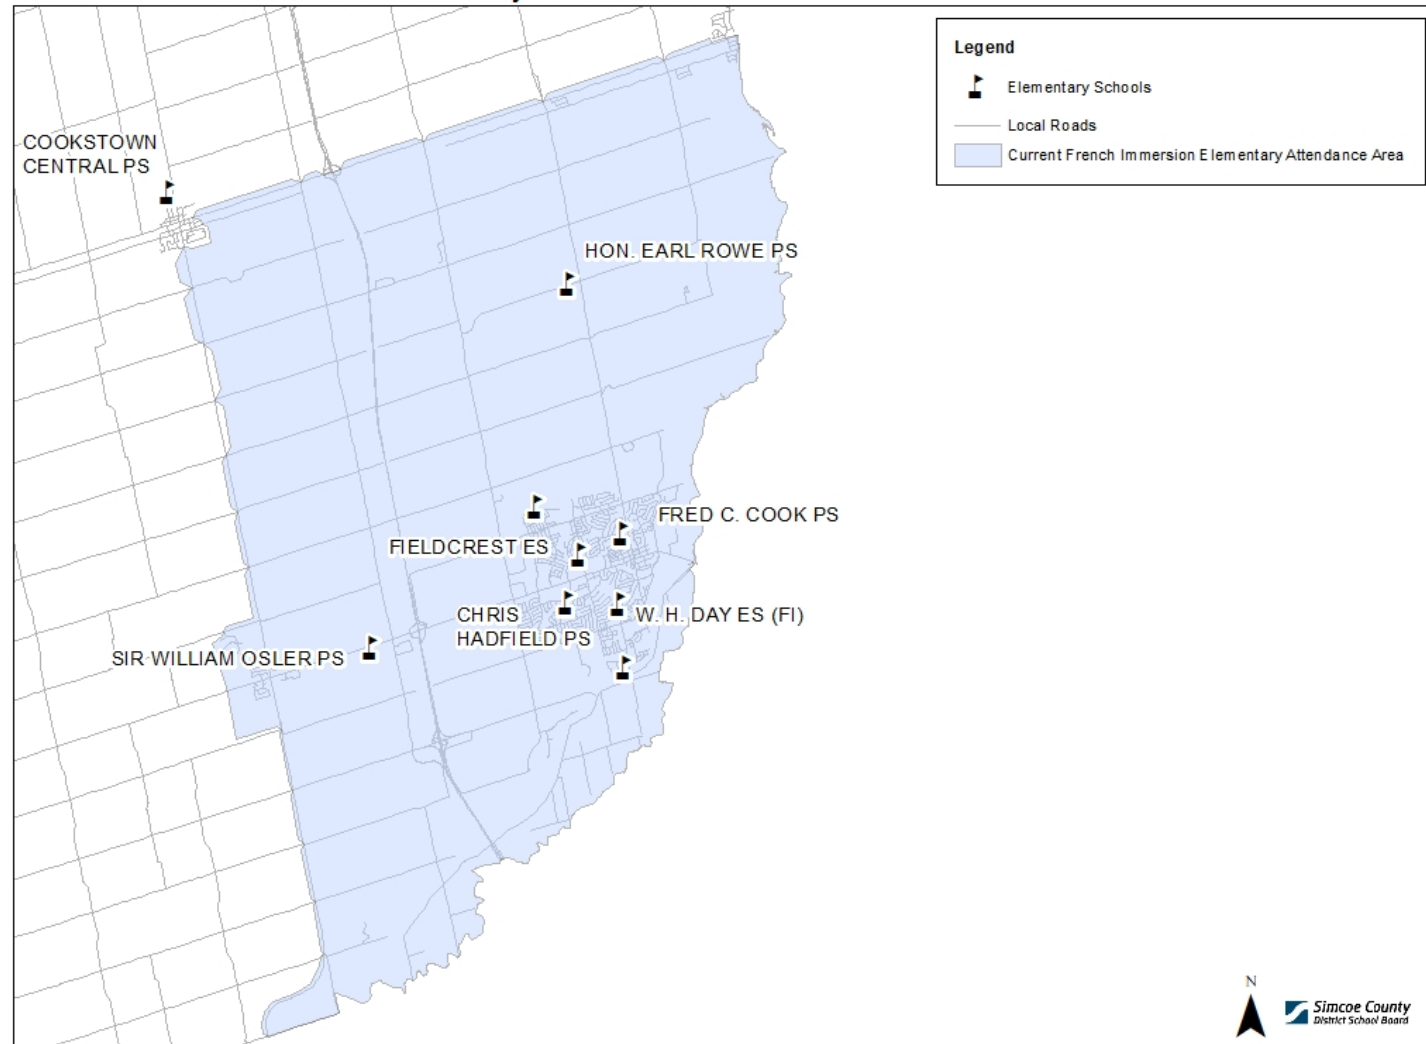 Legend
Elementary Schools
Local Roads
Current French Immersion Elementary Attendance Area
COOKSTOWN
CENTRAL PS
HON. EARL ROWE PS
FRED C. COOK PS
FIELDCREST ES
CHRIS
HADFIELD PS
W. H. DAY ES (FI)
SIR WILLIAM OSLER PS
N
Simcoe County
District School Board